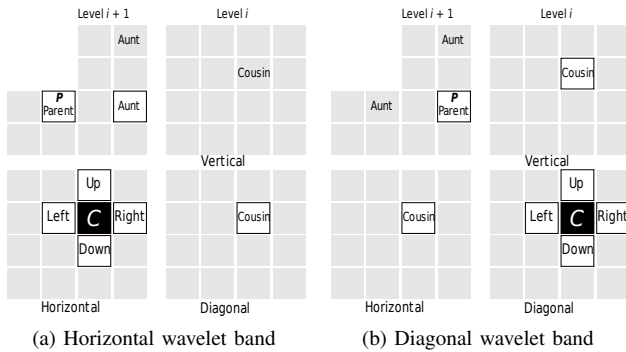 Level i + 1 Level i Level i + 1 Level i
Aunt Aunt
Cousin Cousin
P P
Parent Aunt Aunt Parent
Vertical Vertical
Up Up
Left C Right Cousin Cousin Left C Right
Down Down
Horizontal Diagonal Horizontal Diagonal
(a) Horizontal wavelet band (b) Diagonal wavelet band